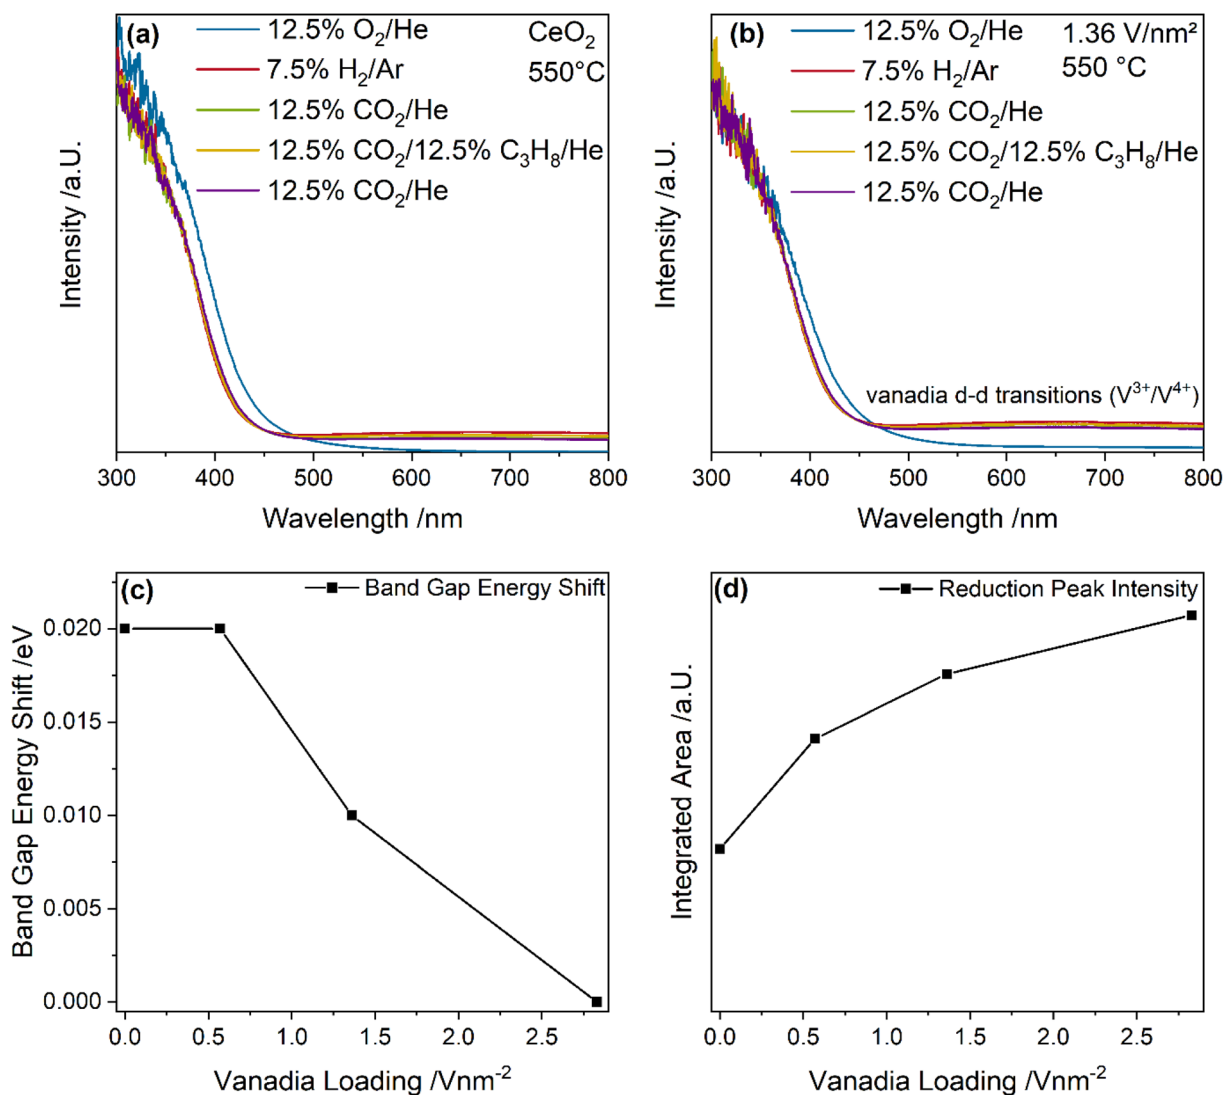 (a)
12.5% O₂/He
7.5% H₂/Ar
12.5% CO₂/He
12.5% CO₂/12.5% C₃H₈/He
12.5% CO₂/He
CeO₂
550°C
Intensity /a.U.
300 400 500 600 700 800
Wavelength /nm
(b)
12.5% O₂/He
7.5% H₂/Ar
12.5% CO₂/He
12.5% CO₂/12.5% C₃H₈/He
12.5% CO₂/He
1.36 V/nm²
550 °C
vanadia d-d transitions (V³⁺/V⁴⁺)
Intensity /a.U.
300 400 500 600 700 800
Wavelength /nm
(c)
Band Gap Energy Shift
Band Gap Energy Shift /eV
0.020
0.015
0.010
0.005
0.000
0.0 0.5 1.0 1.5 2.0 2.5
Vanadia Loading /Vnm⁻²
(d)
Reduction Peak Intensity
Integrated Area /a.U.
0.0 0.5 1.0 1.5 2.0 2.5
Vanadia Loading /Vnm⁻²